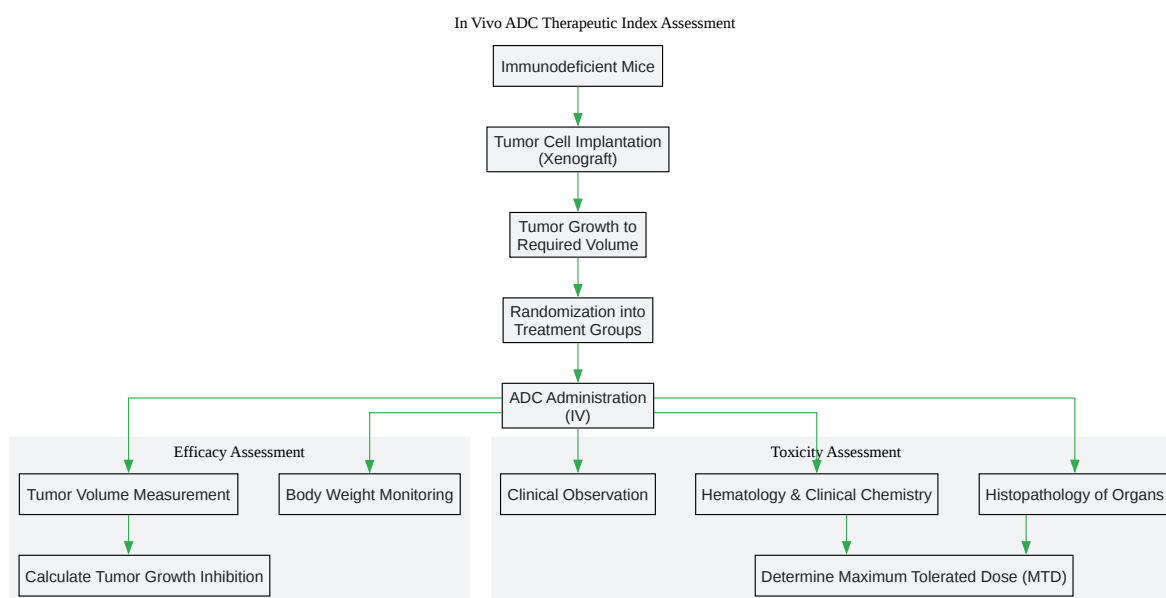 In Vivo ADC Therapeutic Index Assessment
Immunodeficient Mice
Tumor Cell Implantation
(Xenograft)
Tumor Growth to
Required Volume
Randomization into
Treatment Groups
ADC Administration
(IV)
Efficacy Assessment
Toxicity Assessment
Tumor Volume Measurement
Body Weight Monitoring
Clinical Observation
Hematology & Clinical Chemistry
Histopathology of Organs
Calculate Tumor Growth Inhibition
Determine Maximum Tolerated Dose (MTD)